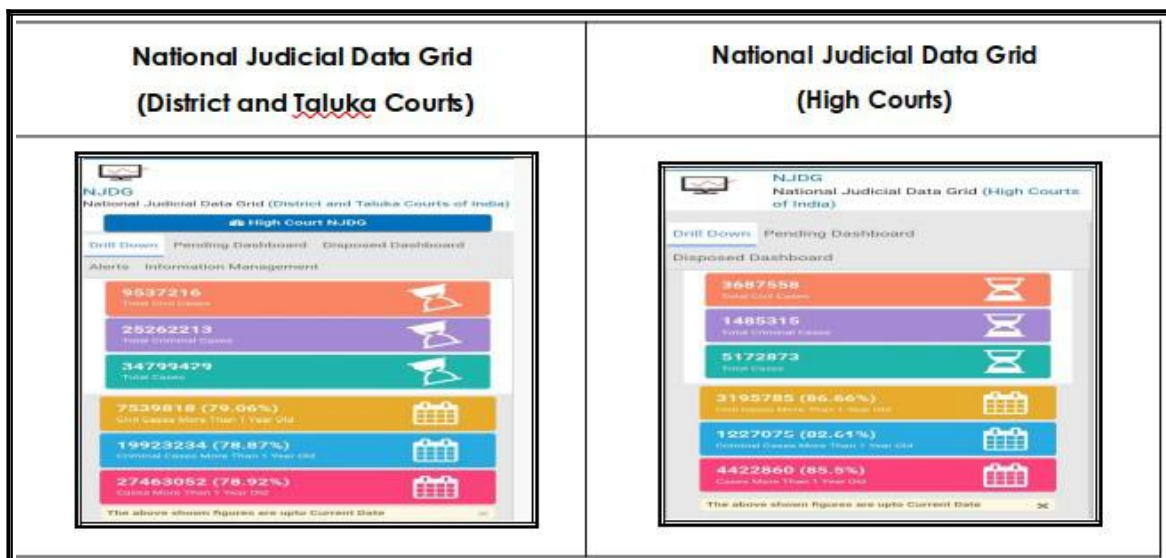 National Judicial Data Grid
(District and Taluka Courts)
National Judicial Data Grid
(High Courts)
NJDG
National Judicial Data Grid (District and Taluka Courts of India)
High Court NJDG
Drill Down Pending Dashboard Disposed Dashboard
Alerts Information Management
9537216
Total Civil Cases
25262213
Total Criminal Cases
34799429
Total Cases
7539818 (79.06%)
Civil Cases More Than 1 Year Old
19923234 (78.87%)
Criminal Cases More Than 1 Year Old
27463052 (78.92%)
Cases More Than 1 Year Old
The above shown figures are upto Current Date
NJDG
National Judicial Data Grid (High Courts
of India)
Drill Down Pending Dashboard
Disposed Dashboard
3687558
Total Civil Cases
1485315
Total Criminal Cases
5172873
Total Cases
3195785 (86.66%)
Civil Cases More Than 1 Year Old
1227075 (82.61%)
Criminal Cases More Than 1 Year Old
4422860 (85.5%)
Cases More Than 1 Year Old
The above shown figures are upto Current Date